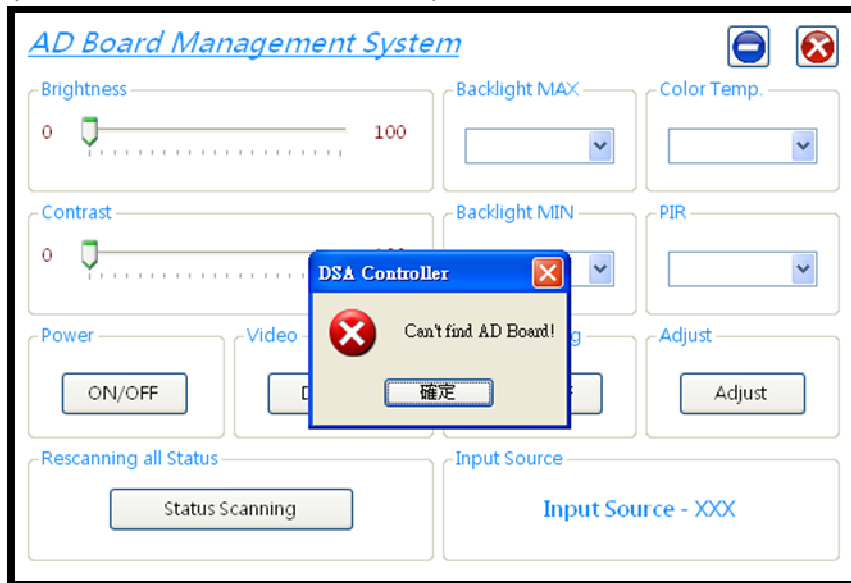 AD Board Management System
Brightness
0 100
Backlight MAX
Color Temp.
Contrast
0
Backlight MIN
PIR
DSA Controller
Can't find AD Board!
確定
Power
ON/OFF
Video
Adjust
Adjust
Rescanning all Status
Status Scanning
Input Source
Input Source - XXX